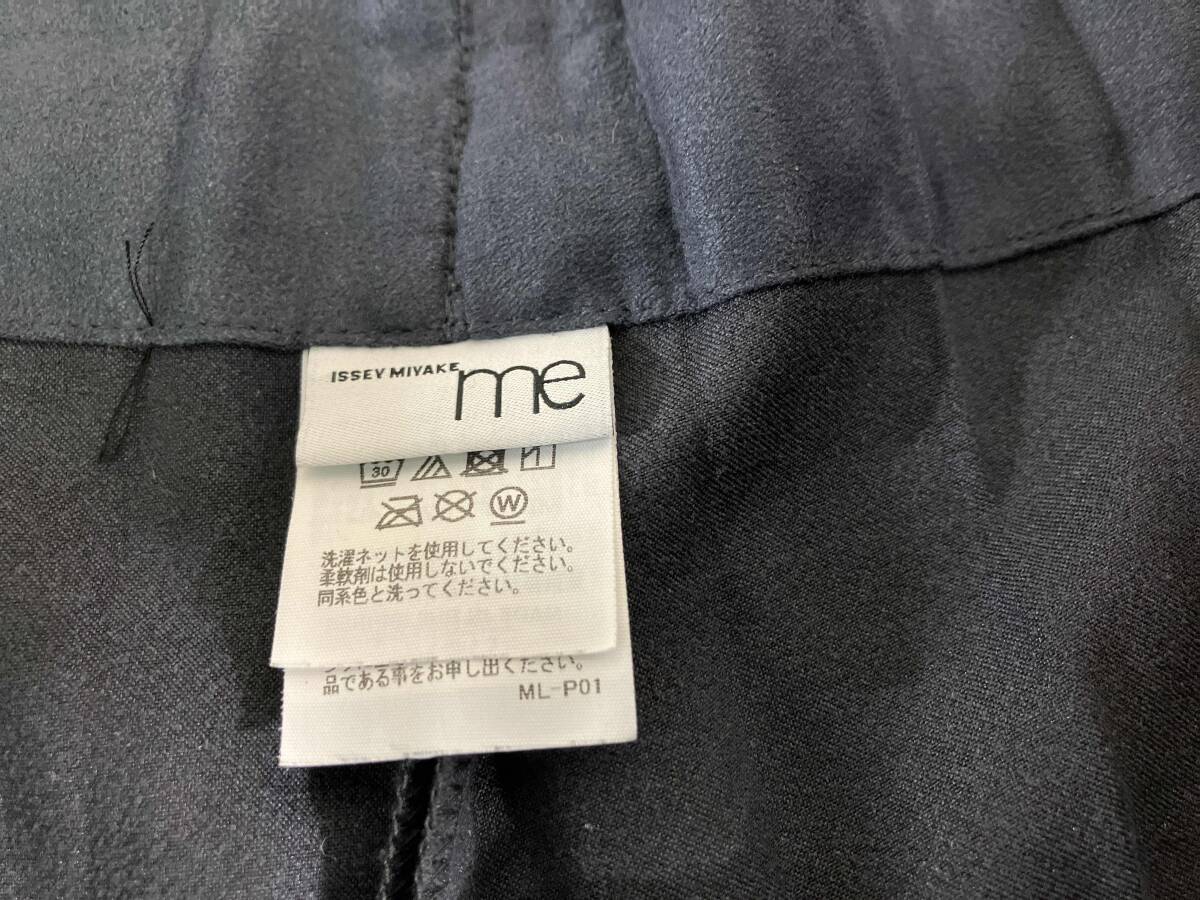 ISSEY MIYAKE me
30
W
洗濯ネットを使用してください。
柔軟剤は使用しないでください。
同系色と洗ってください。
品である事をお申し出ください。
ML-P01